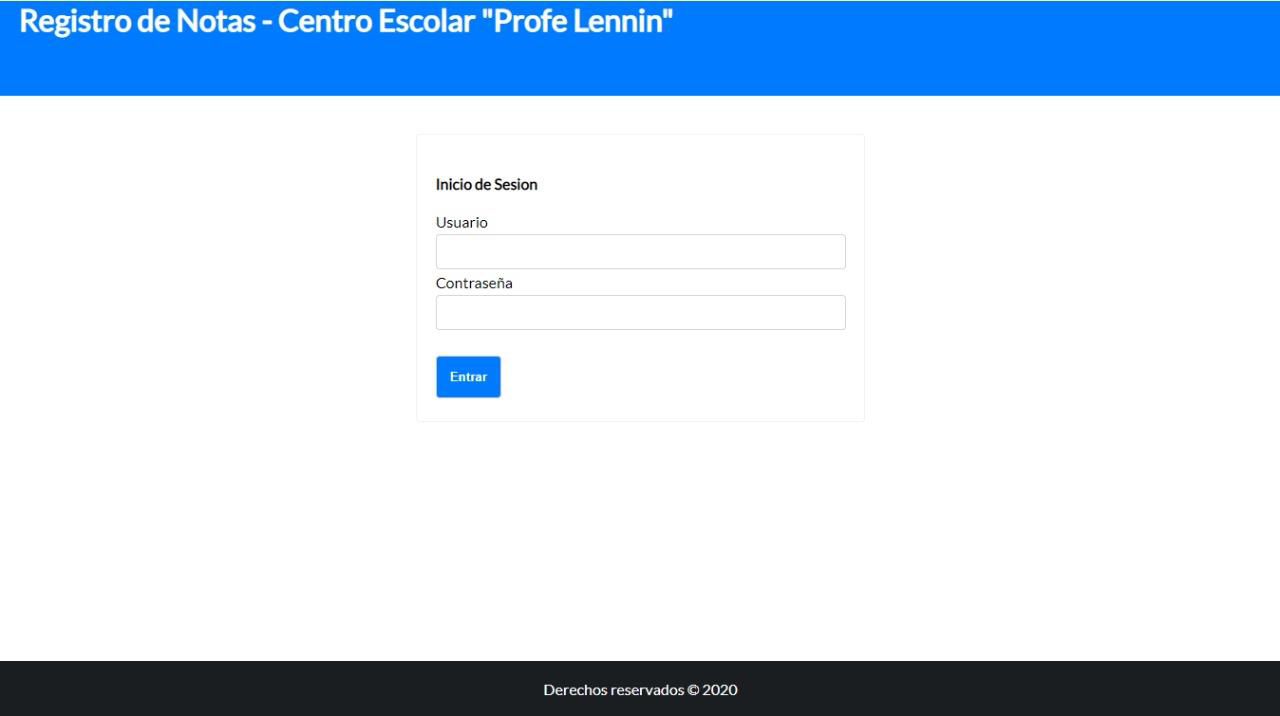 Registro de Notas - Centro Escolar "Profe Lennin"
Inicio de Sesion
Usuario
Contraseña
Entrar
Derechos reservados © 2020